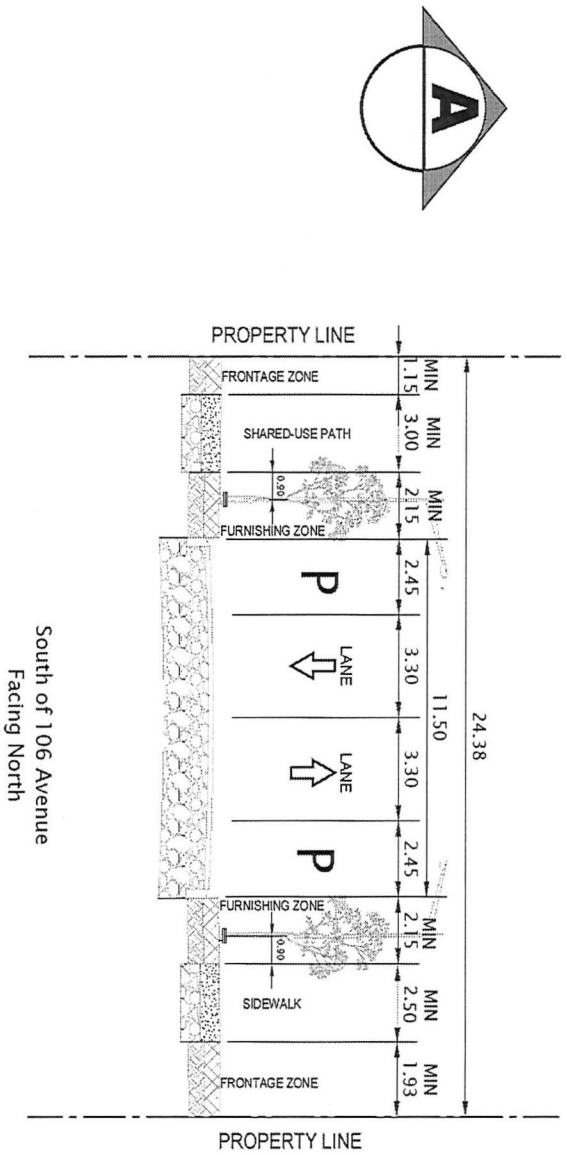 A
PROPERTY LINE
24.38
11.50
MIN
1.15
MIN
3.00
MIN
2.15
2.45
3.30
3.30
2.45
MIN
2.15
MIN
2.50
MIN
1.93
FRONTAGE ZONE
SHARED-USE PATH
0.90
FURNISHING ZONE
P
LANE
LANE
P
FURNISHING ZONE
0.90
SIDEWALK
FRONTAGE ZONE
PROPERTY LINE
South of 106 Avenue
Facing North